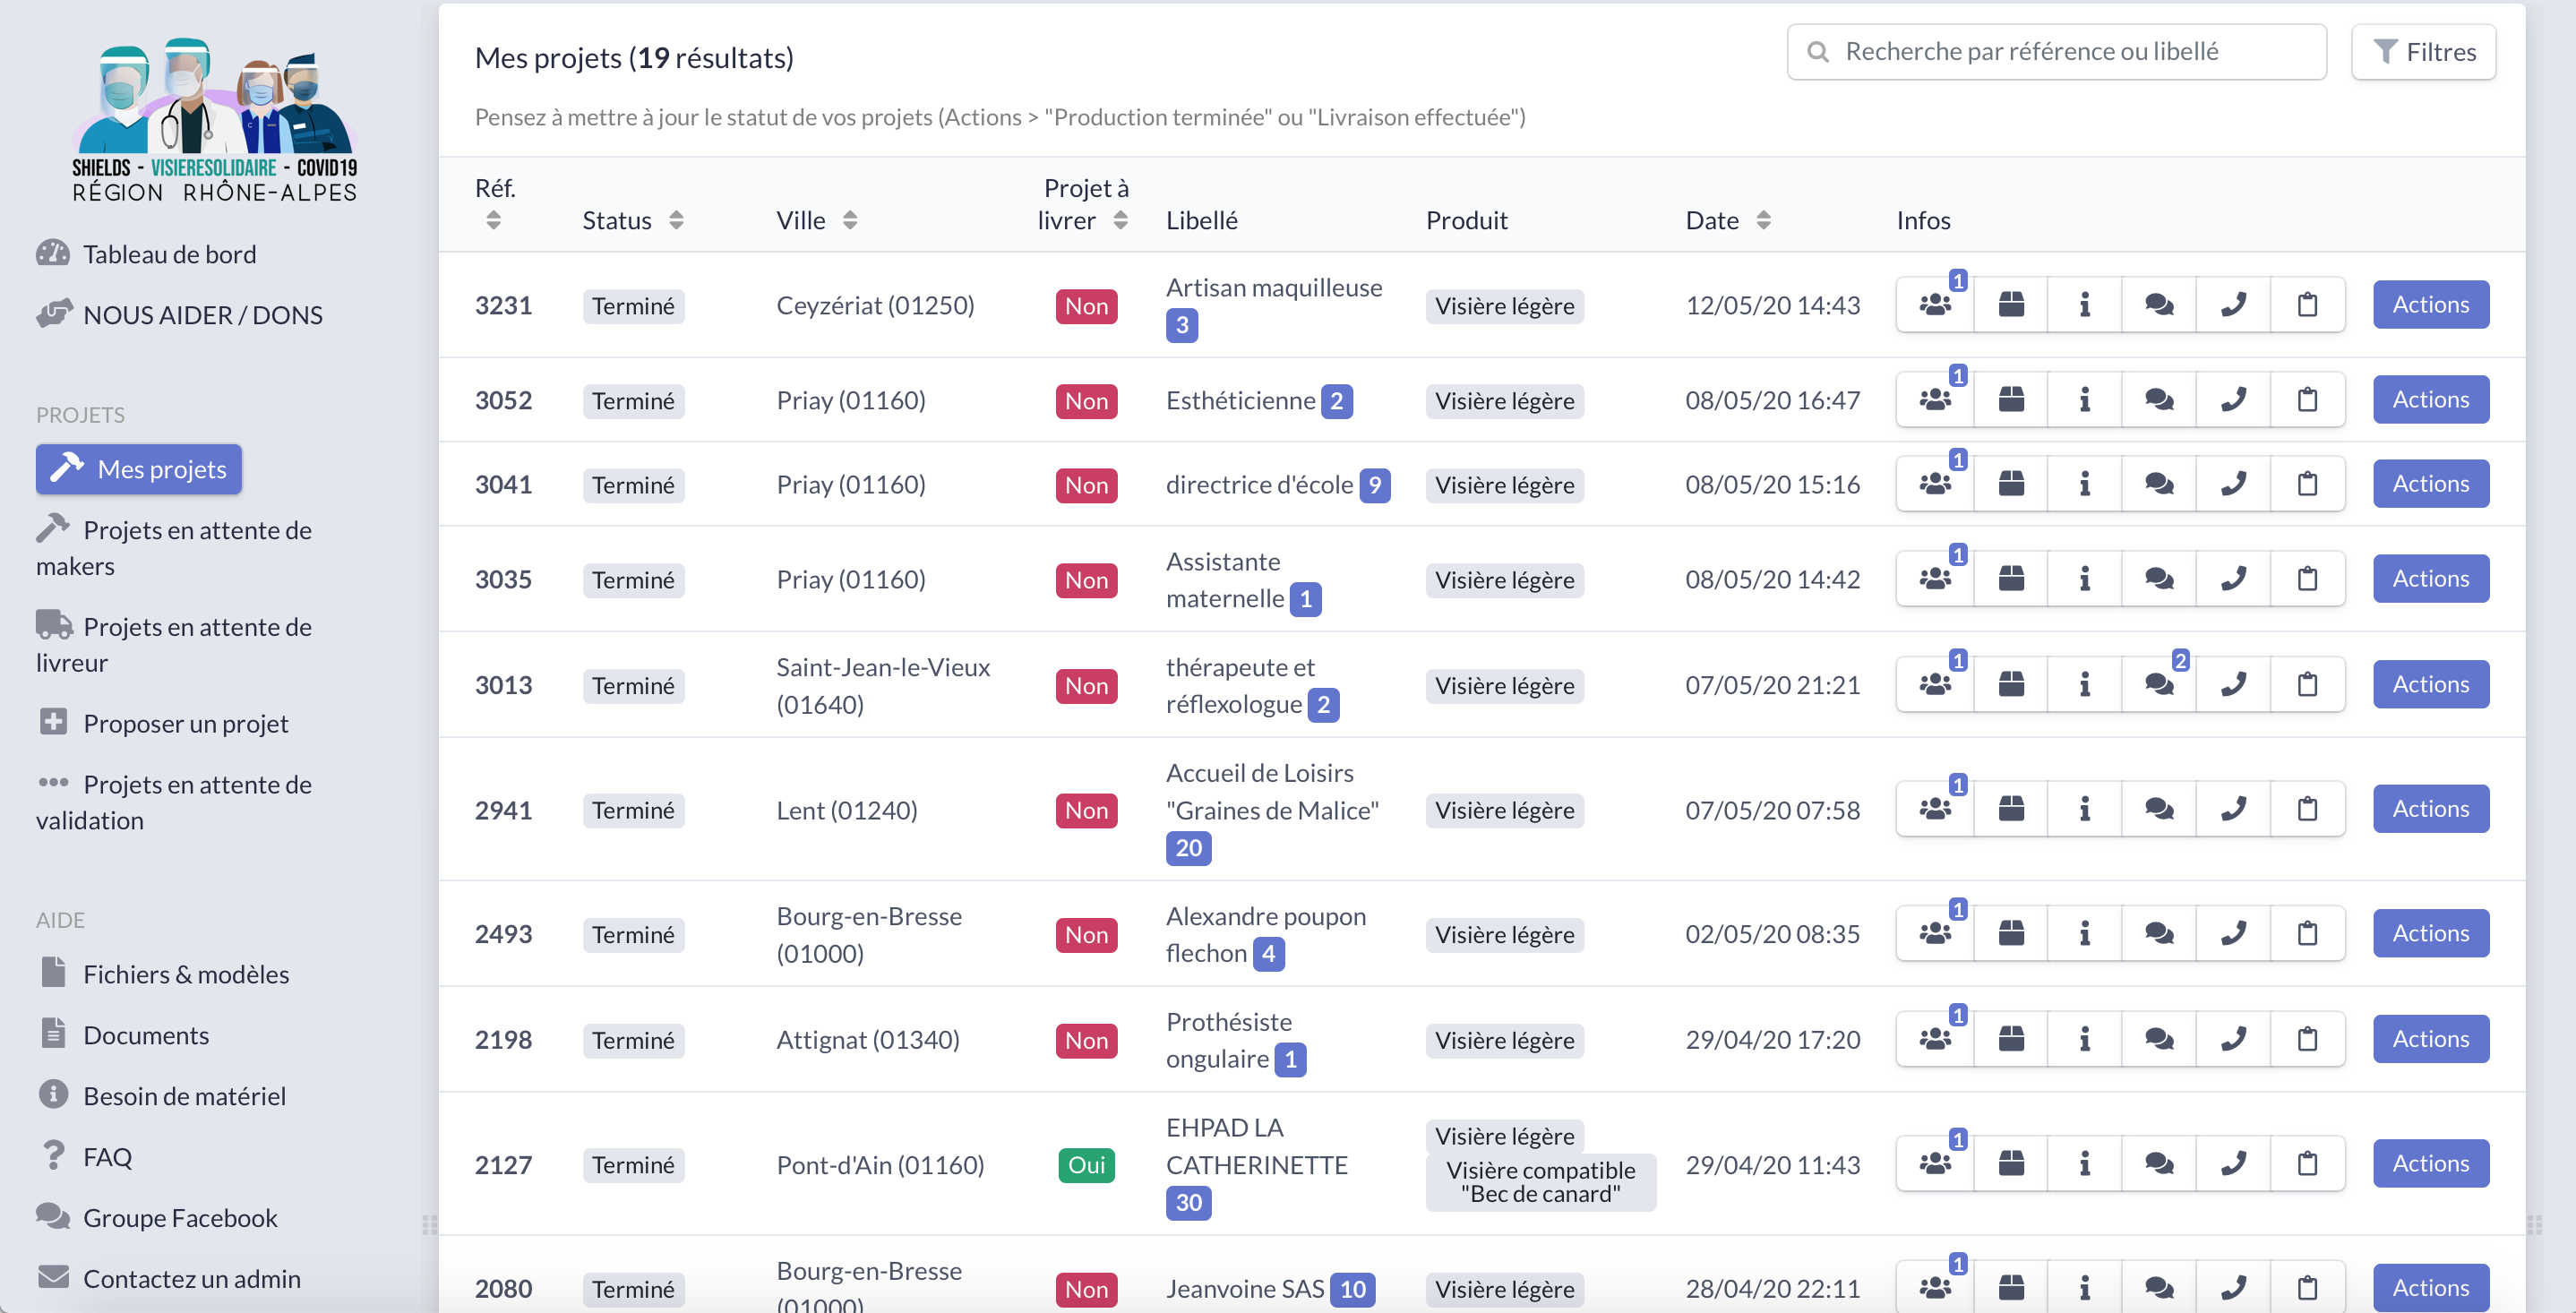 SHIELDS - VISIERESOLIDAIRE - COVID19
RÉGION RHÔNE-ALPES
Tableau de bord
NOUS AIDER / DONS
PROJETS
Mes projets
Projets en attente de
makers
Projets en attente de
livreur
Proposer un projet
Projets en attente de
validation
AIDE
Fichiers & modèles
Documents
Besoin de matériel
FAQ
Groupe Facebook
Contactez un admin
Mes projets (19 résultats)
Recherche par référence ou libellé
Filtres
Pensez à mettre à jour le statut de vos projets (Actions > "Production terminée" ou "Livraison effectuée")
Réf. Status Ville Projet à livrer Libellé Produit Date Infos
3231 Terminé Ceyzériat (01250) Non Artisan maquilleuse 3 Visière légère 12/05/20 14:43 1 Actions
3052 Terminé Priay (01160) Non Esthéticienne 2 Visière légère 08/05/20 16:47 1 Actions
3041 Terminé Priay (01160) Non directrice d'école 9 Visière légère 08/05/20 15:16 1 Actions
3035 Terminé Priay (01160) Non Assistante maternelle 1 Visière légère 08/05/20 14:42 1 Actions
3013 Terminé Saint-Jean-le-Vieux (01640) Non thérapeute et réflexologue 2 Visière légère 07/05/20 21:21 1 2 Actions
2941 Terminé Lent (01240) Non Accueil de Loisirs "Graines de Malice" 20 Visière légère 07/05/20 07:58 1 Actions
2493 Terminé Bourg-en-Bresse (01000) Non Alexandre poupon flechon 4 Visière légère 02/05/20 08:35 1 Actions
2198 Terminé Attignat (01340) Non Prothésiste ongulaire 1 Visière légère 29/04/20 17:20 1 Actions
2127 Terminé Pont-d'Ain (01160) Oui EHPAD LA CATHERINETTE 30 Visière légère Visière compatible "Bec de canard" 29/04/20 11:43 1 Actions
2080 Terminé Bourg-en-Bresse (01000) Non Jeanvoine SAS 10 Visière légère 28/04/20 22:11 1 Actions